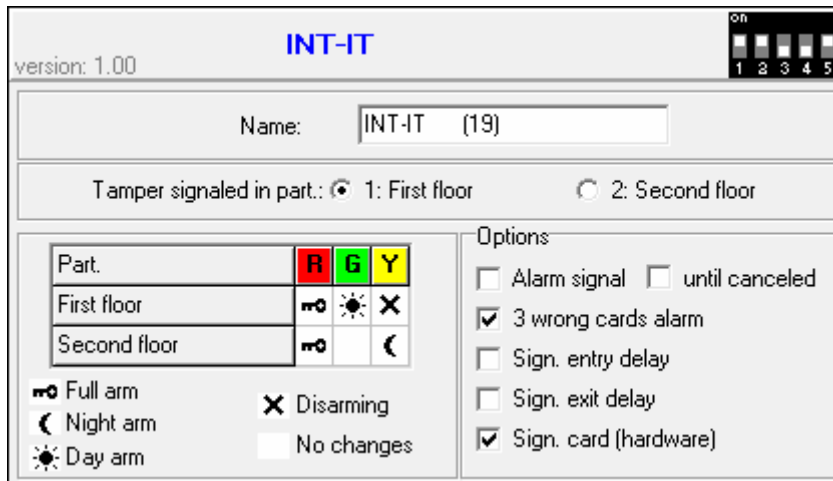 INT-IT
version: 1.00
on
1 2 3 4 5
Name: INT-IT (19)
Tamper signaled in part.: 1: First floor 2: Second floor
Part. R G Y
First floor
Second floor
Full arm
Night arm
Day arm
Disarming
No changes
Options
Alarm signal until canceled
3 wrong cards alarm
Sign. entry delay
Sign. exit delay
Sign. card (hardware)